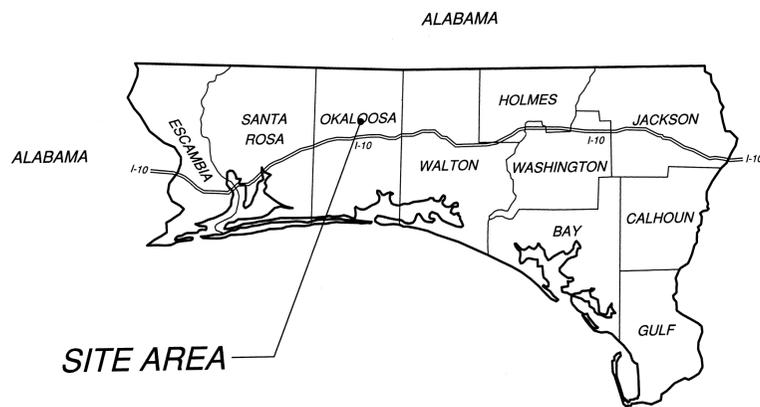 ALABAMA
HOLMES
SANTA
ROSA
OKALOOSA
JACKSON
ESCAMBIA
I-10
I-10
ALABAMA
I-10
WALTON
WASHINGTON
I-10
CALHOUN
BAY
GULF
SITE AREA